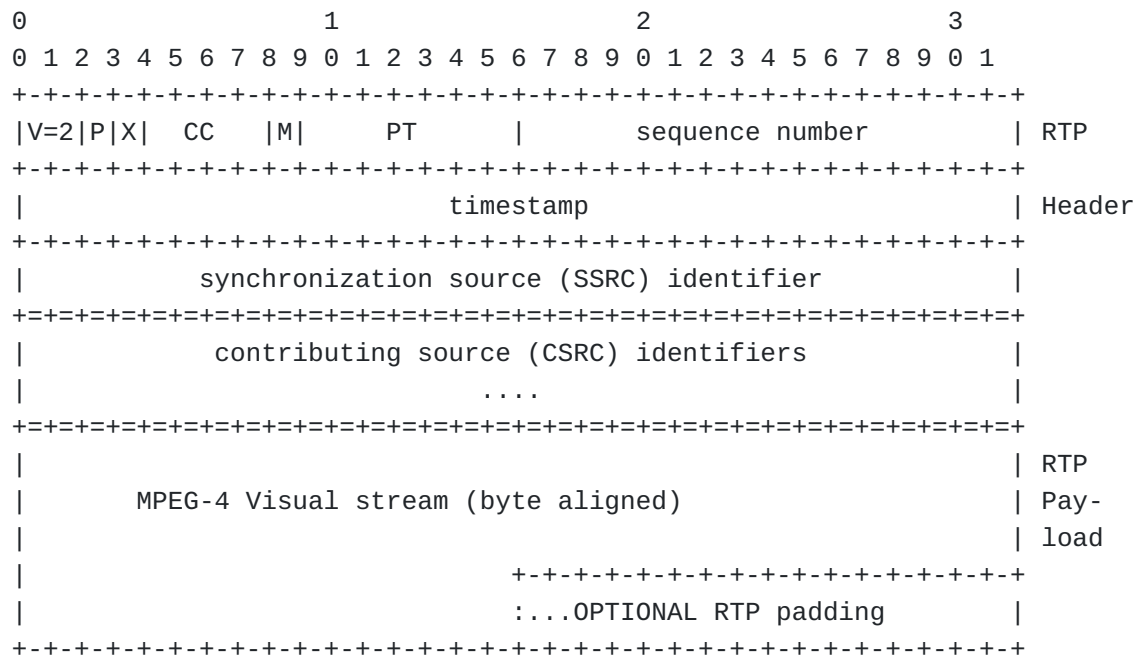 0                   1                   2                   3
0 1 2 3 4 5 6 7 8 9 0 1 2 3 4 5 6 7 8 9 0 1 2 3 4 5 6 7 8 9 0 1
+-+-+-+-+-+-+-+-+-+-+-+-+-+-+-+-+-+-+-+-+-+-+-+-+-+-+-+-+-+-+-+-+
|V=2|P|X|  CC   |M|     PT      |       sequence number         | RTP
+-+-+-+-+-+-+-+-+-+-+-+-+-+-+-+-+-+-+-+-+-+-+-+-+-+-+-+-+-+-+-+-+
|                           timestamp                           | Header
+-+-+-+-+-+-+-+-+-+-+-+-+-+-+-+-+-+-+-+-+-+-+-+-+-+-+-+-+-+-+-+-+
|           synchronization source (SSRC) identifier            |
+=+=+=+=+=+=+=+=+=+=+=+=+=+=+=+=+=+=+=+=+=+=+=+=+=+=+=+=+=+=+=+=+
|            contributing source (CSRC) identifiers             |
|                             ....                              |
+=+=+=+=+=+=+=+=+=+=+=+=+=+=+=+=+=+=+=+=+=+=+=+=+=+=+=+=+=+=+=+=+
|                                                               | RTP
|       MPEG-4 Visual stream (byte aligned)                     | Pay-
|                                                               | load
|                               +-+-+-+-+-+-+-+-+-+-+-+-+-+-+-+-+
|                               :...OPTIONAL RTP padding        |
+-+-+-+-+-+-+-+-+-+-+-+-+-+-+-+-+-+-+-+-+-+-+-+-+-+-+-+-+-+-+-+-+